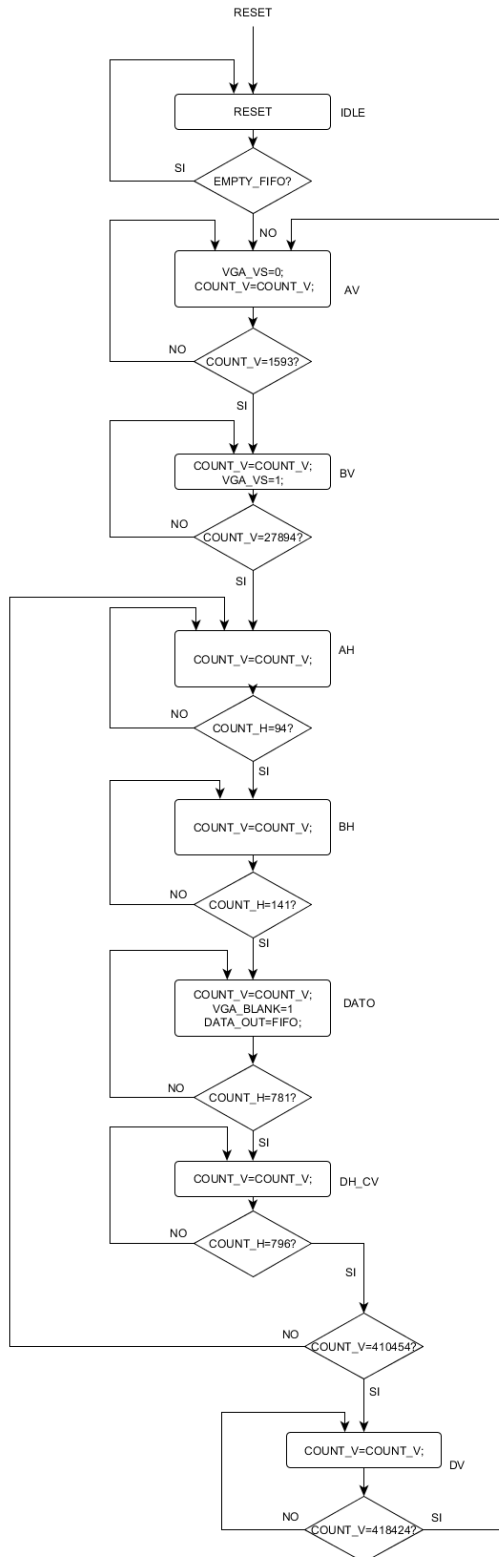 RESET
RESET
IDLE
SI
EMPTY_FIFO?
NO
VGA_VS=0;
COUNT_V=COUNT_V;
AV
NO
COUNT_V=1593?
SI
COUNT_V=COUNT_V;
VGA_VS=1;
BV
NO
COUNT_V=27894?
SI
COUNT_V=COUNT_V;
AH
NO
COUNT_H=94?
SI
COUNT_V=COUNT_V;
BH
NO
COUNT_H=141?
SI
COUNT_V=COUNT_V;
VGA_BLANK=1
DATA_OUT=FIFO;
DATO
NO
COUNT_H=781?
SI
COUNT_V=COUNT_V;
DH_CV
NO
COUNT_H=796?
SI
NO
COUNT_V=410454?
SI
COUNT_V=COUNT_V;
DV
NO
COUNT_V=418424?
SI